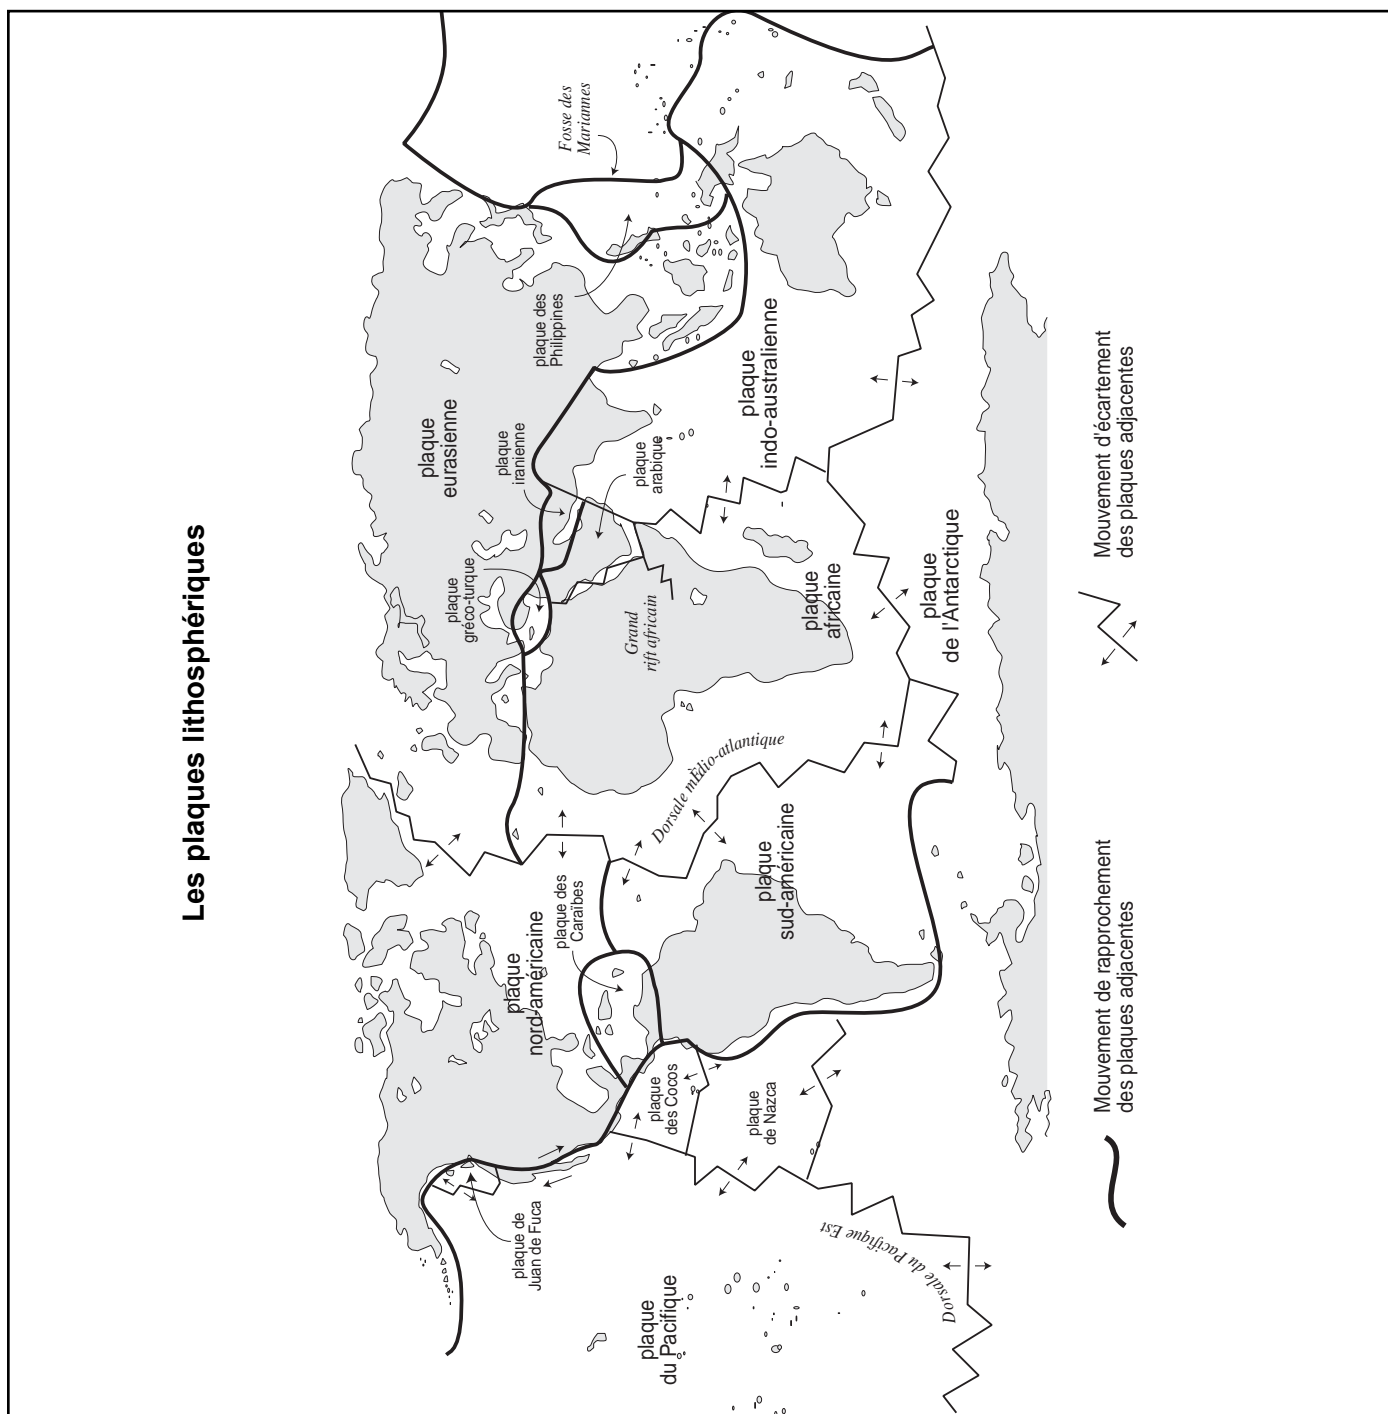 Les plaques lithosphériques
plaque
eurasienne
plaque
gréco-turque
plaque
iranienne
plaque des
Philippines
Fosse des
Mariannes
plaque
nord-américaine
plaque des
Caraïbes
plaque de
Juan de Fuca
Grand
rift africain
plaque
arabique
plaque
du Pacifique
plaque
des Cocos
Dorsale mÈdio-atlantique
plaque
indo-australienne
plaque
de Nazca
plaque
sud-américaine
plaque
africaine
Dorsale du Pacifique Est
plaque
de l'Antarctique
Mouvement de rapprochement
des plaques adjacentes
Mouvement d'écartement
des plaques adjacentes